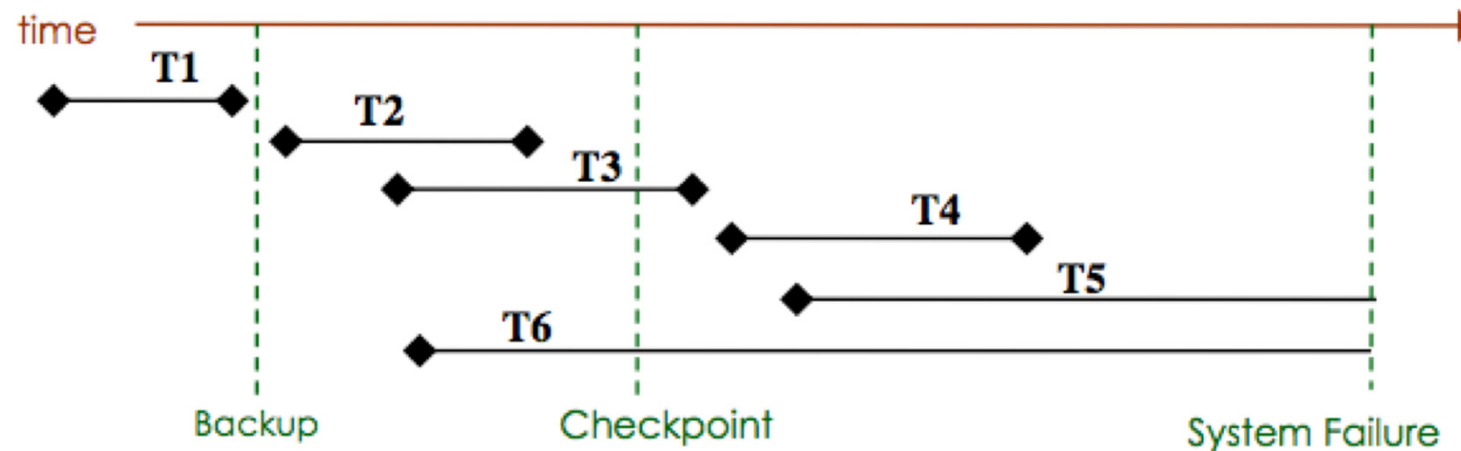 time
T1
T2
T3
T4
T5
T6
Backup
Checkpoint
System Failure